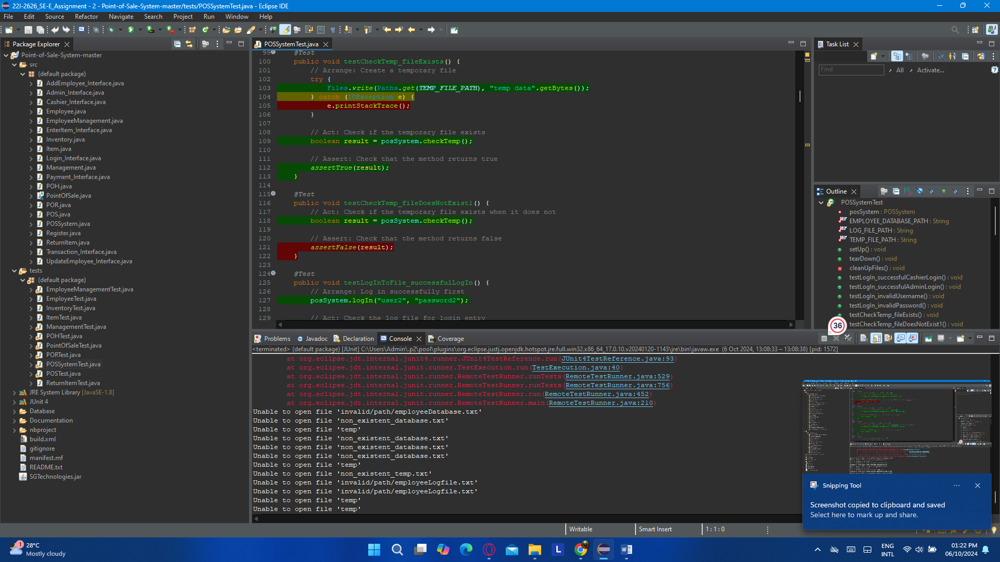 22I-2626_SE-E_Assignment - 2 - Point-of-Sale-System-master/tests/POSSystemTest.java - Eclipse IDE
File Edit Source Refactor Navigate Search Project Run Window Help
Package Explorer
Point-of-Sale-System-master
src
(default package)
AddEmployee_Interface.java
Admin_Interface.java
Cashier_Interface.java
Employee.java
EmployeeManagement.java
EnterItem_Interface.java
Inventory.java
Item.java
Login_Interface.java
Management.java
Payment_Interface.java
POH.java
PointOfSale.java
POR.java
POS.java
POSSystem.java
Register.java
ReturnItem.java
Transaction_Interface.java
UpdateEmployee_Interface.java
tests
(default package)
EmployeeManagementTest.java
EmployeeTest.java
InventoryTest.java
ItemTest.java
ManagementTest.java
POHTest.java
PointOfSaleTest.java
PORTest.java
POSSystemTest.java
POSTest.java
ReturnItemTest.java
JRE System Library [JavaSE-1.8]
JUnit 4
Database
Documentation
nbproject
build.xml
gitignore
manifest.mf
README.txt
SGTechnologies.jar
POSSystemTest.java
99 @Test
100 public void testCheckTemp_fileExists() {
101 // Arrange: Create a temporary file
102 try {
103 Files.write(Paths.get(TEMP_FILE_PATH), "temp data".getBytes());
104 } catch (IOException e) {
105 e.printStackTrace();
106 }
107
108 // Act: Check if the temporary file exists
109 boolean result = posSystem.checkTemp();
110
111 // Assert: Check that the method returns true
112 assertTrue(result);
113 }
114
115 @Test
116 public void testCheckTemp_fileDoesNotExist1() {
117 // Act: Check if the temporary file exists when it does not
118 boolean result = posSystem.checkTemp();
119
120 // Assert: Check that the method returns false
121 assertFalse(result);
122 }
123
124 @Test
125 public void testLogInToFile_successfulLogIn() {
126 // Arrange: Log in successfully first
127 posSystem.logIn("user2", "password2");
128
129 // Act: Check the log file for login entry
Task List
Find All Activate...
Outline
POSSystemTest
posSystem : POSSystem
EMPLOYEE_DATABASE_PATH : String
LOG_FILE_PATH : String
TEMP_FILE_PATH : String
setUp() : void
tearDown() : void
cleanUpFiles() : void
testLogIn_successfulCashierLogin() : void
testLogIn_successfulAdminLogin() : void
testLogIn_invalidUsername() : void
testLogIn_invalidPassword() : void
testCheckTemp_fileExists() : void
testCheckTemp_fileDoesNotExist1() : void
36
Problems Javadoc Declaration Console Coverage
<terminated> (default package) [JUnit] C:\Users\Admin\.p2\pool\plugins\org.eclipse.justj.openjdk.hotspot.jre.full.win32.x86_64_17.0.10.v20240120-1143\jre\bin\javaw.exe (6 Oct 2024, 13:08:33 – 13:08:38) [pid: 1572]
at org.eclipse.jdt.internal.junit4.runner.JUnit4TestReference.run(JUnit4TestReference.java:93)
at org.eclipse.jdt.internal.junit.runner.TestExecution.run(TestExecution.java:40)
at org.eclipse.jdt.internal.junit.runner.RemoteTestRunner.runTests(RemoteTestRunner.java:529)
at org.eclipse.jdt.internal.junit.runner.RemoteTestRunner.runTests(RemoteTestRunner.java:756)
at org.eclipse.jdt.internal.junit.runner.RemoteTestRunner.run(RemoteTestRunner.java:452)
at org.eclipse.jdt.internal.junit.runner.RemoteTestRunner.main(RemoteTestRunner.java:210)
Unable to open file 'invalid/path/employeeDatabase.txt'
Unable to open file 'non_existent_database.txt'
Unable to open file 'temp'
Unable to open file 'non_existent_database.txt'
Unable to open file 'non_existent_database.txt'
Unable to open file 'non_existent_database.txt'
Unable to open file 'temp'
Unable to open file 'non_existent_temp.txt'
Unable to open file 'invalid/path/employeeLogfile.txt'
Unable to open file 'invalid/path/employeeLogfile.txt'
Unable to open file 'temp'
Unable to open file 'temp'
Snipping Tool
Screenshot copied to clipboard and saved
Select here to mark up and share.
Writable Smart Insert 1 : 1 : 0
1
28°C
Mostly cloudy
ENG
INTL
01:22 PM
06/10/2024